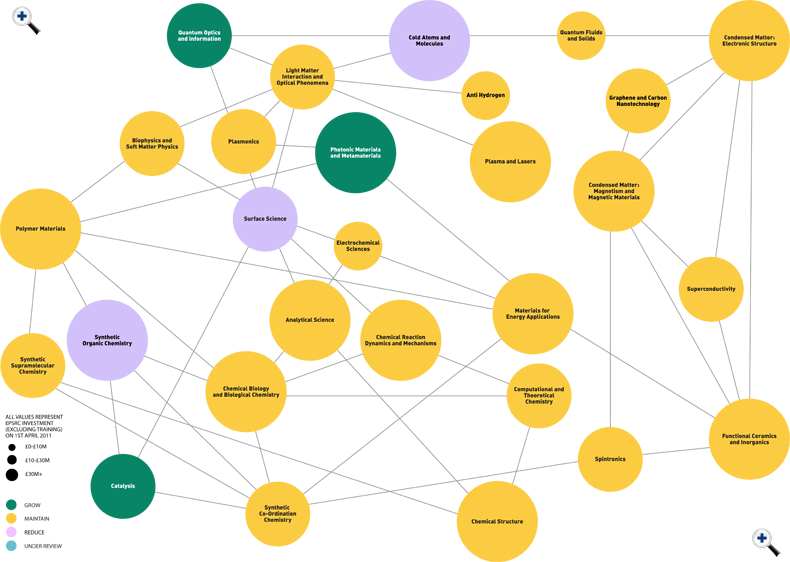 Quantum Optics
and Information
Cold Atoms and
Molecules
Quantum Fluids
and Solids
Condensed Matter:
Electronic Structure
Light Matter
Interaction and
Optical Phenomena
Anti Hydrogen
Graphene and Carbon
Nanotechnology
Biophysics and
Soft Matter Physics
Plasmonics
Photonic Materials
and Metamaterials
Plasma and Lasers
Condensed Matter:
Magnetism and
Magnetic Materials
Polymer Materials
Surface Science
Electrochemical
Sciences
Superconductivity
Synthetic
Organic Chemistry
Analytical Science
Chemical Reaction
Dynamics and Mechanisms
Materials for
Energy Applications
Synthetic
Supramolecular
Chemistry
Chemical Biology
and Biological Chemistry
Computational and
Theoretical
Chemistry
Functional Ceramics
and Inorganics
Spintronics
Catalysis
Synthetic
Co-Ordination
Chemistry
Chemical Structure
ALL VALUES REPRESENT
EPSRC INVESTMENT
(EXCLUDING TRAINING)
ON 1ST APRIL 2011
£0-£10M
£10-£30M
£30M+
GROW
MAINTAIN
REDUCE
UNDER REVIEW